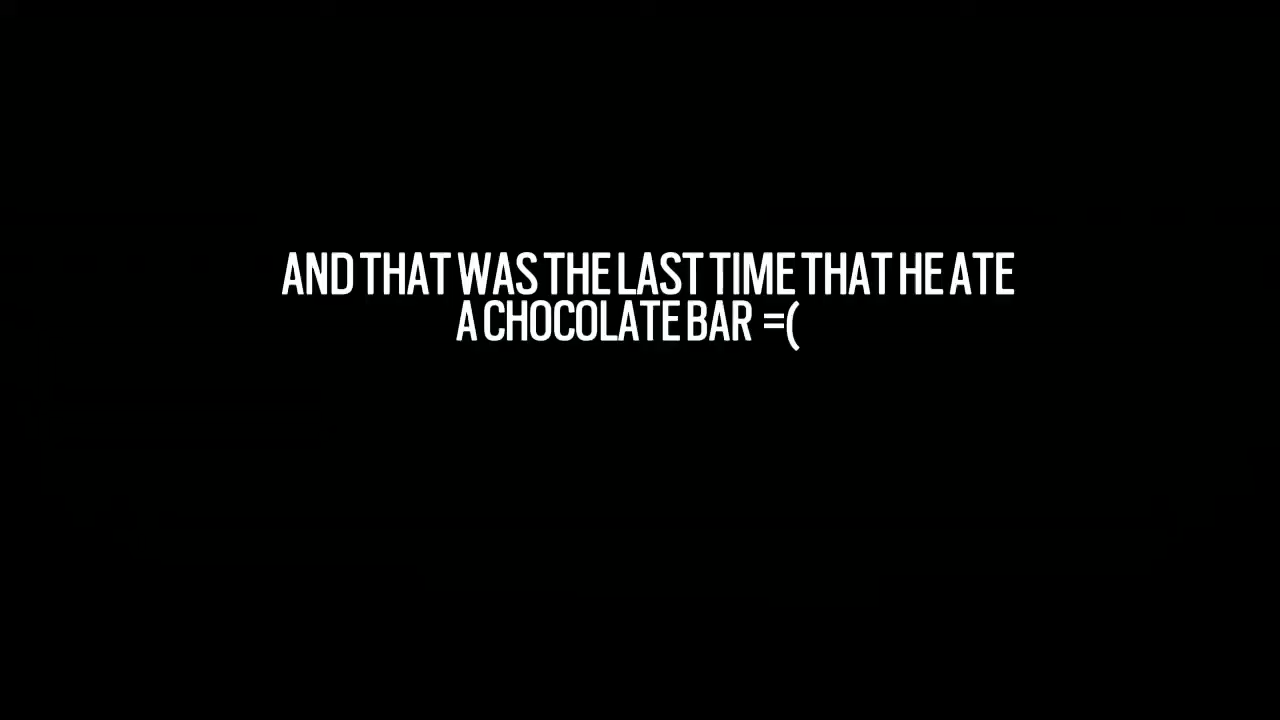 AND THAT WAS THE LAST TIME THAT HE ATE
A CHOCOLATE BAR =(